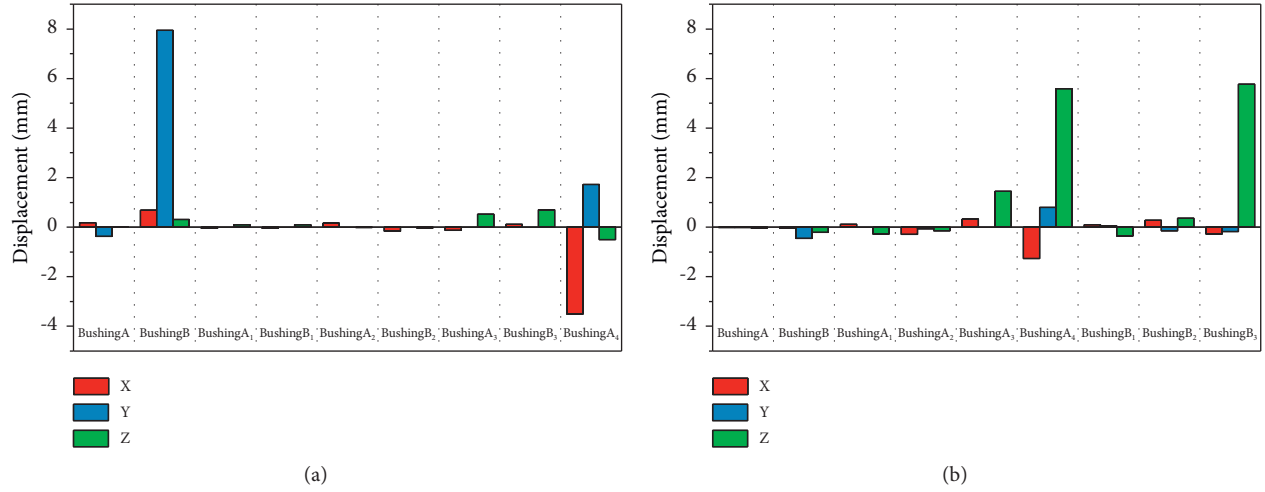 Displacement (mm)
8
6
4
2
0
-2
-4
BushingA BushingB BushingA₁ BushingB₁ BushingA₂ BushingB₂ BushingA₃ BushingB₃ BushingA₄
X
Y
Z
(a)
Displacement (mm)
8
6
4
2
0
-2
-4
BushingA BushingB BushingA₁ BushingA₂ BushingA₃ BushingA₄ BushingB₁ BushingB₂ BushingB₃
X
Y
Z
(b)